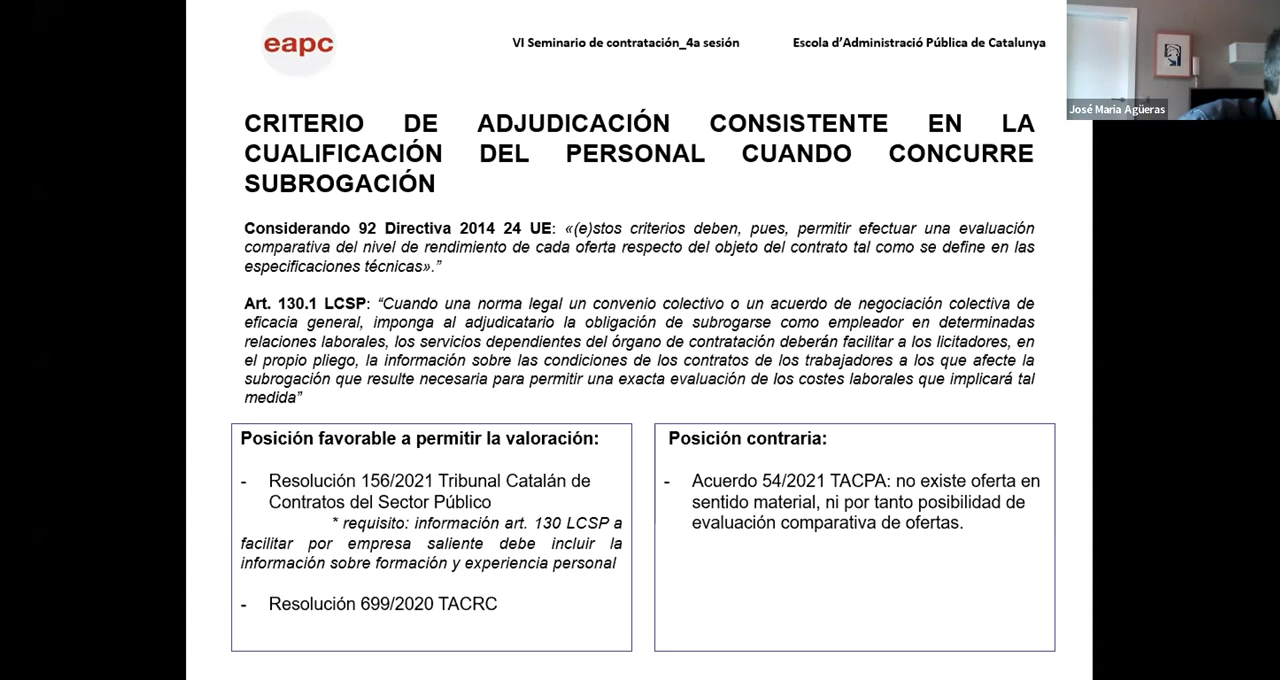 eapc
VI Seminario de contratación_4a sesión
Escola d'Administració Pública de Catalunya
José Maria Agüeras
CRITERIO DE ADJUDICACIÓN CONSISTENTE EN LA
CUALIFICACIÓN DEL PERSONAL CUANDO CONCURRE
SUBROGACIÓN
Considerando 92 Directiva 2014 24 UE: «(e)stos criterios deben, pues, permitir efectuar una evaluación
comparativa del nivel de rendimiento de cada oferta respecto del objeto del contrato tal como se define en las
especificaciones técnicas».”
Art. 130.1 LCSP: “Cuando una norma legal un convenio colectivo o un acuerdo de negociación colectiva de
eficacia general, imponga al adjudicatario la obligación de subrogarse como empleador en determinadas
relaciones laborales, los servicios dependientes del órgano de contratación deberán facilitar a los licitadores, en
el propio pliego, la información sobre las condiciones de los contratos de los trabajadores a los que afecte la
subrogación que resulte necesaria para permitir una exacta evaluación de los costes laborales que implicará tal
medida”
Posición favorable a permitir la valoración:
- Resolución 156/2021 Tribunal Catalán de
Contratos del Sector Público
* requisito: información art. 130 LCSP a
facilitar por empresa saliente debe incluir la
información sobre formación y experiencia personal
- Resolución 699/2020 TACRC
Posición contraria:
- Acuerdo 54/2021 TACPA: no existe oferta en
sentido material, ni por tanto posibilidad de
evaluación comparativa de ofertas.